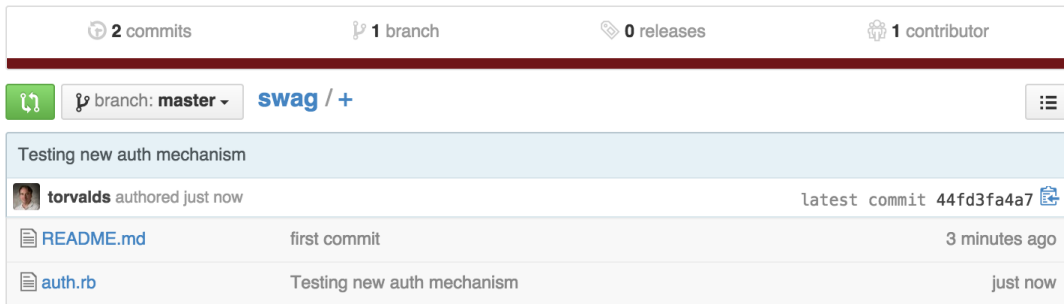 2 commits 1 branch 0 releases 1 contributor
branch: master swag / +
Testing new auth mechanism
torvalds authored just now latest commit 44fd3fa4a7
README.md first commit 3 minutes ago
auth.rb Testing new auth mechanism just now